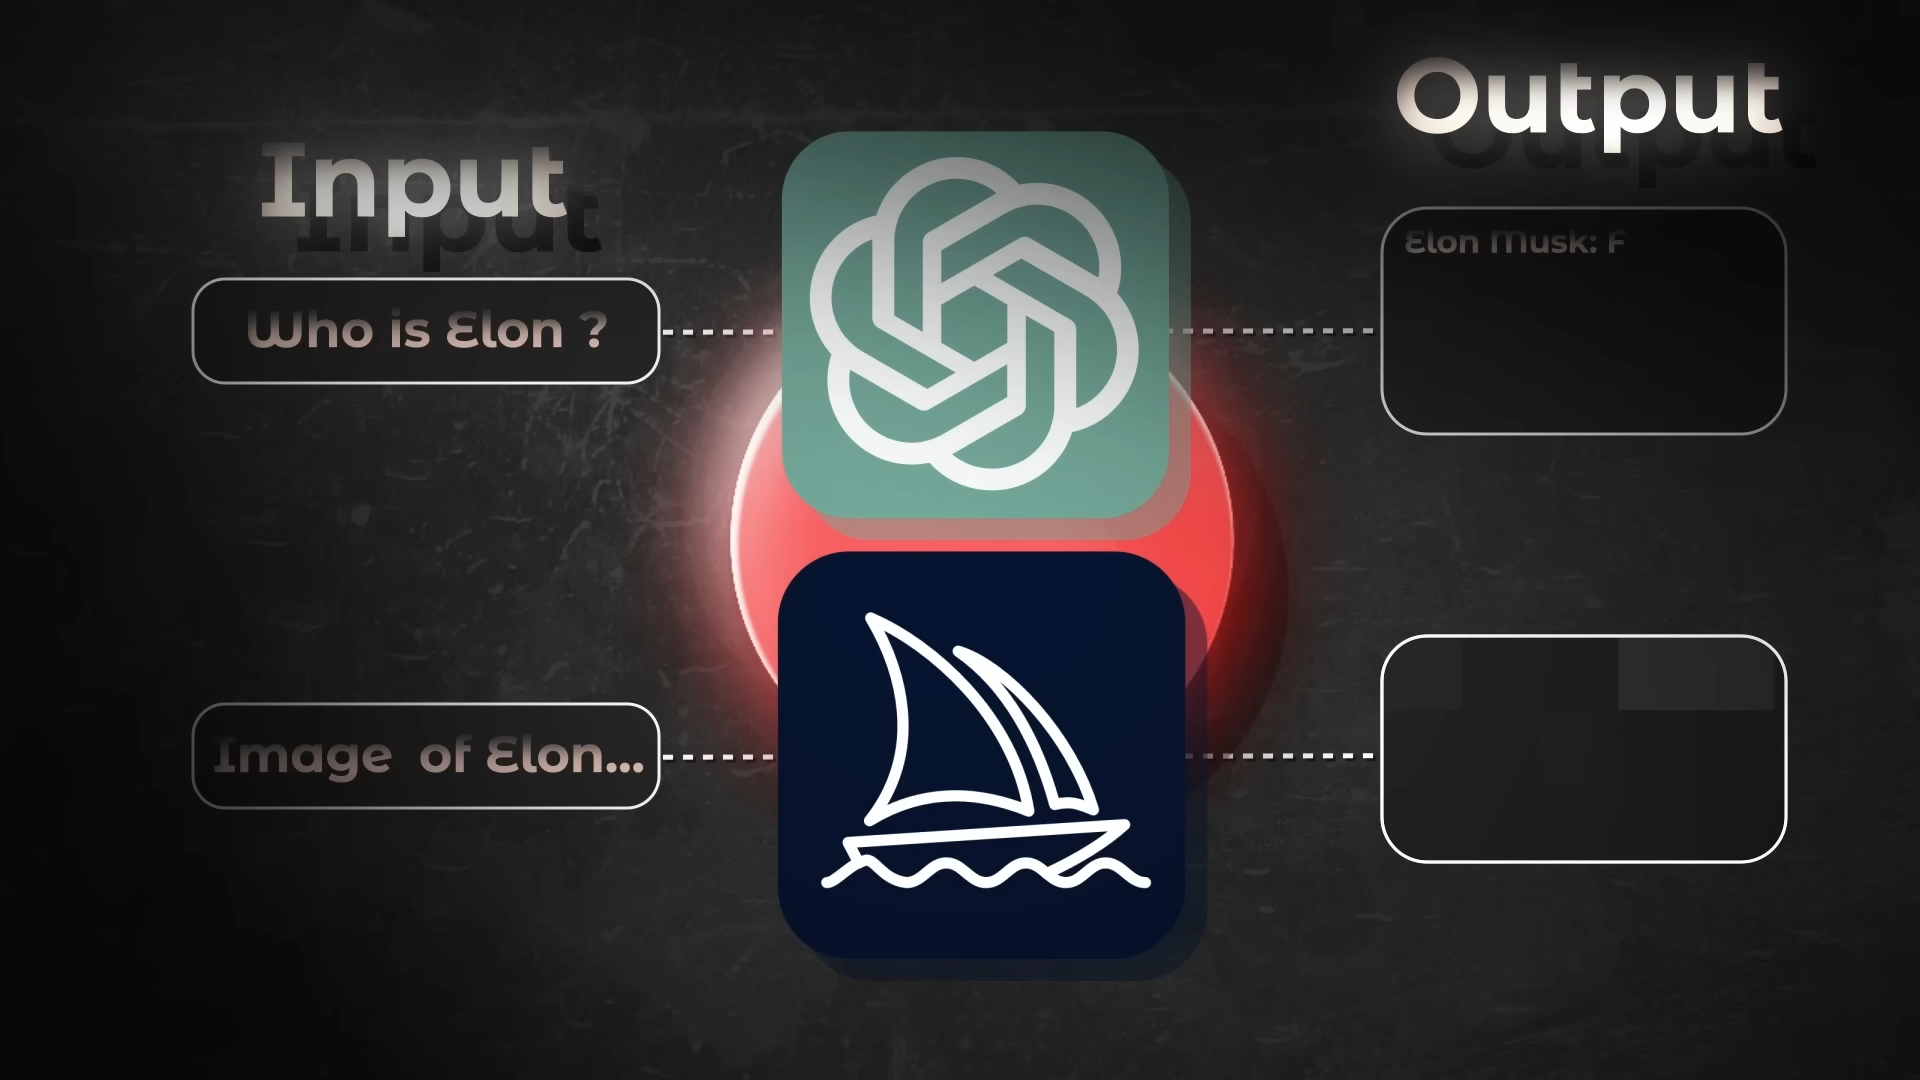 Input
Output
Who is Elon ?
Elon Musk: F
Image of Elon...